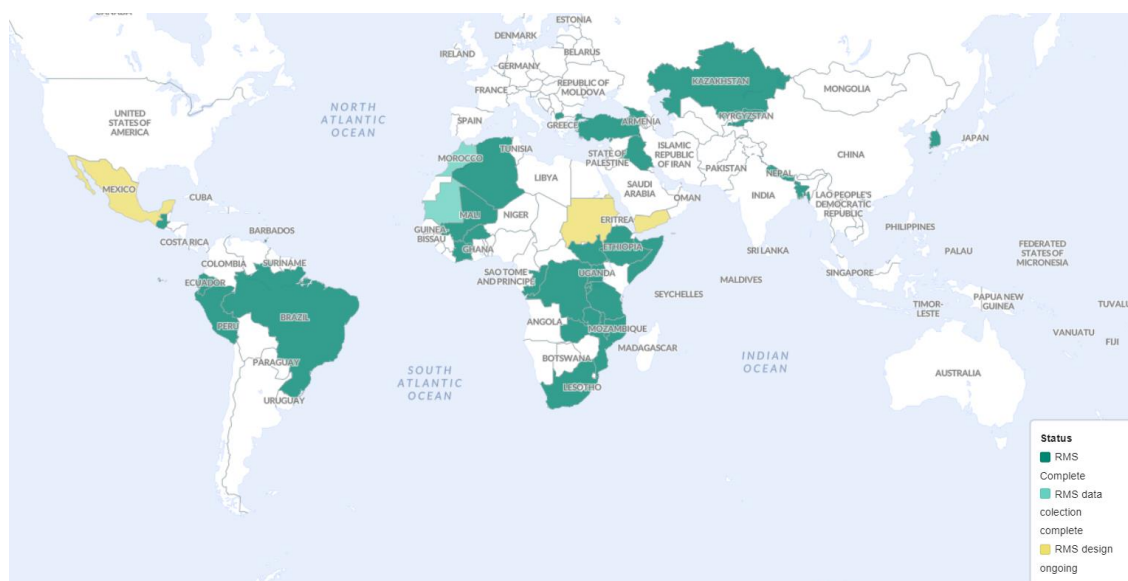 CANADA
ESTONIA
DENMARK
IRELAND
BELARUS
GERMANY
REPUBLIC OF
MOLDOVA
FRANCE
KAZAKHSTAN
MONGOLIA
UNITED
STATES OF
AMERICA
NORTH
ATLANTIC
OCEAN
SPAIN
GREECE
ARMENIA
KYRGYZSTAN
JAPAN
TUNISIA
MOROCCO
STATE OF
PALESTINE
ISLAMIC
REPUBLIC
OF IRAN
CHINA
PAKISTAN
NEPAL
LIBYA
SAUDI
ARABIA
OMAN
INDIA
LAO PEOPLE'S
DEMOCRATIC
REPUBLIC
MEXICO
CUBA
MALI
NIGER
ERITREA
PHILIPPINES
GUINEA
BISSAU
BARBADOS
COSTA RICA
GHANA
ETHIOPIA
SRI LANKA
PALAU
FEDERATED
STATES OF
MICRONESIA
COLOMBIA
SURINAME
SAO TOME
AND PRINCIPE
UGANDA
MALDIVES
SINGAPORE
ECUADOR
SEYCHELLES
TIMOR-
LESTE
PAPUA NEW
GUINEA
TUVALU
PERU
BRAZIL
ANGOLA
MOZAMBIQUE
VANUATU
FIJI
MADAGASCAR
PARAGUAY
BOTSWANA
INDIAN
OCEAN
SOUTH
ATLANTIC
OCEAN
AUSTRALIA
URUGUAY
LESOTHO
Status
RMS
Complete
RMS data
colection
complete
RMS design
ongoing